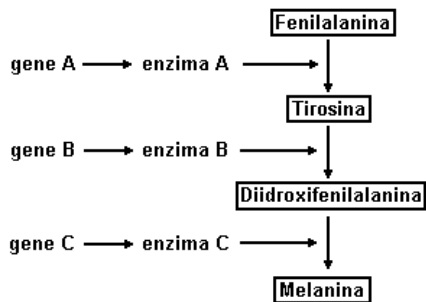 Fenilalanina
gene A enzima A
Tirosina
gene B enzima B
Diidroxifenilalanina
gene C enzima C
Melanina